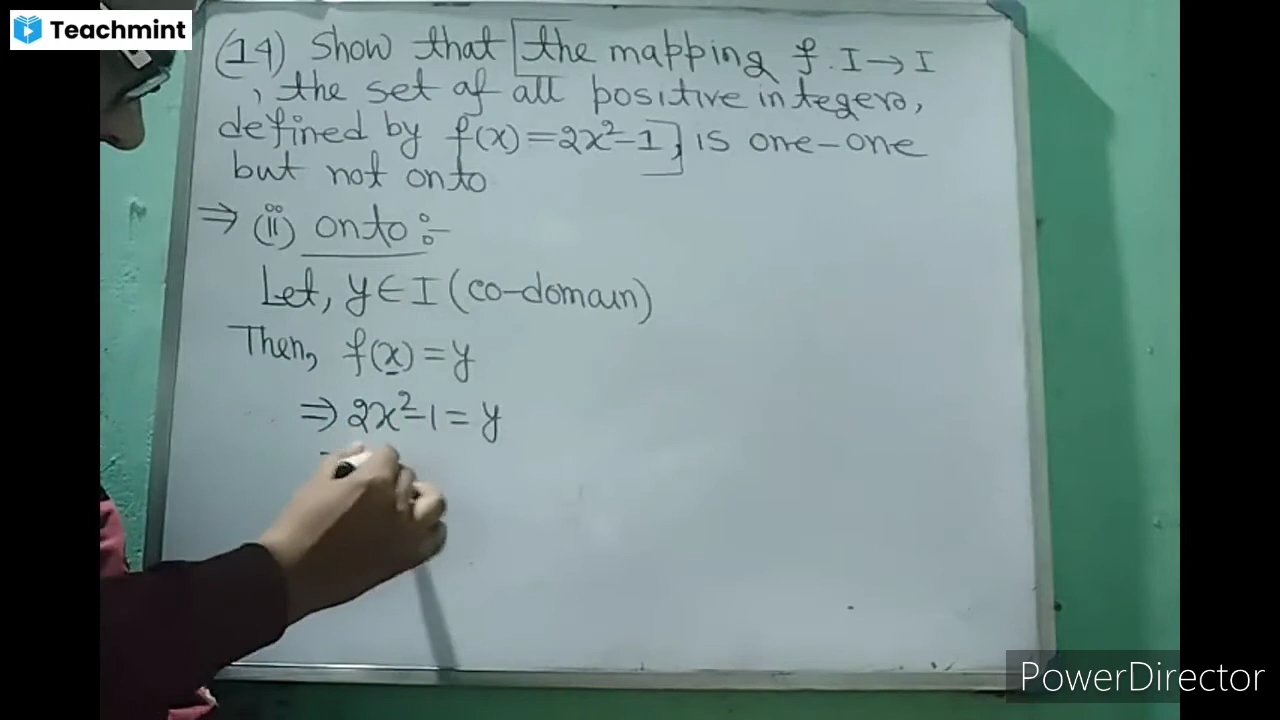 Teachmint
(14) Show that [the mapping f. I→I
, the set of all positive integers,
defined by f(x)=2x²-1], is one-one
but not onto
⇒ (ii) onto:-
Let, y∈I (co-domain)
Then, f(x)=y
⇒2x²-1=y
PowerDirector